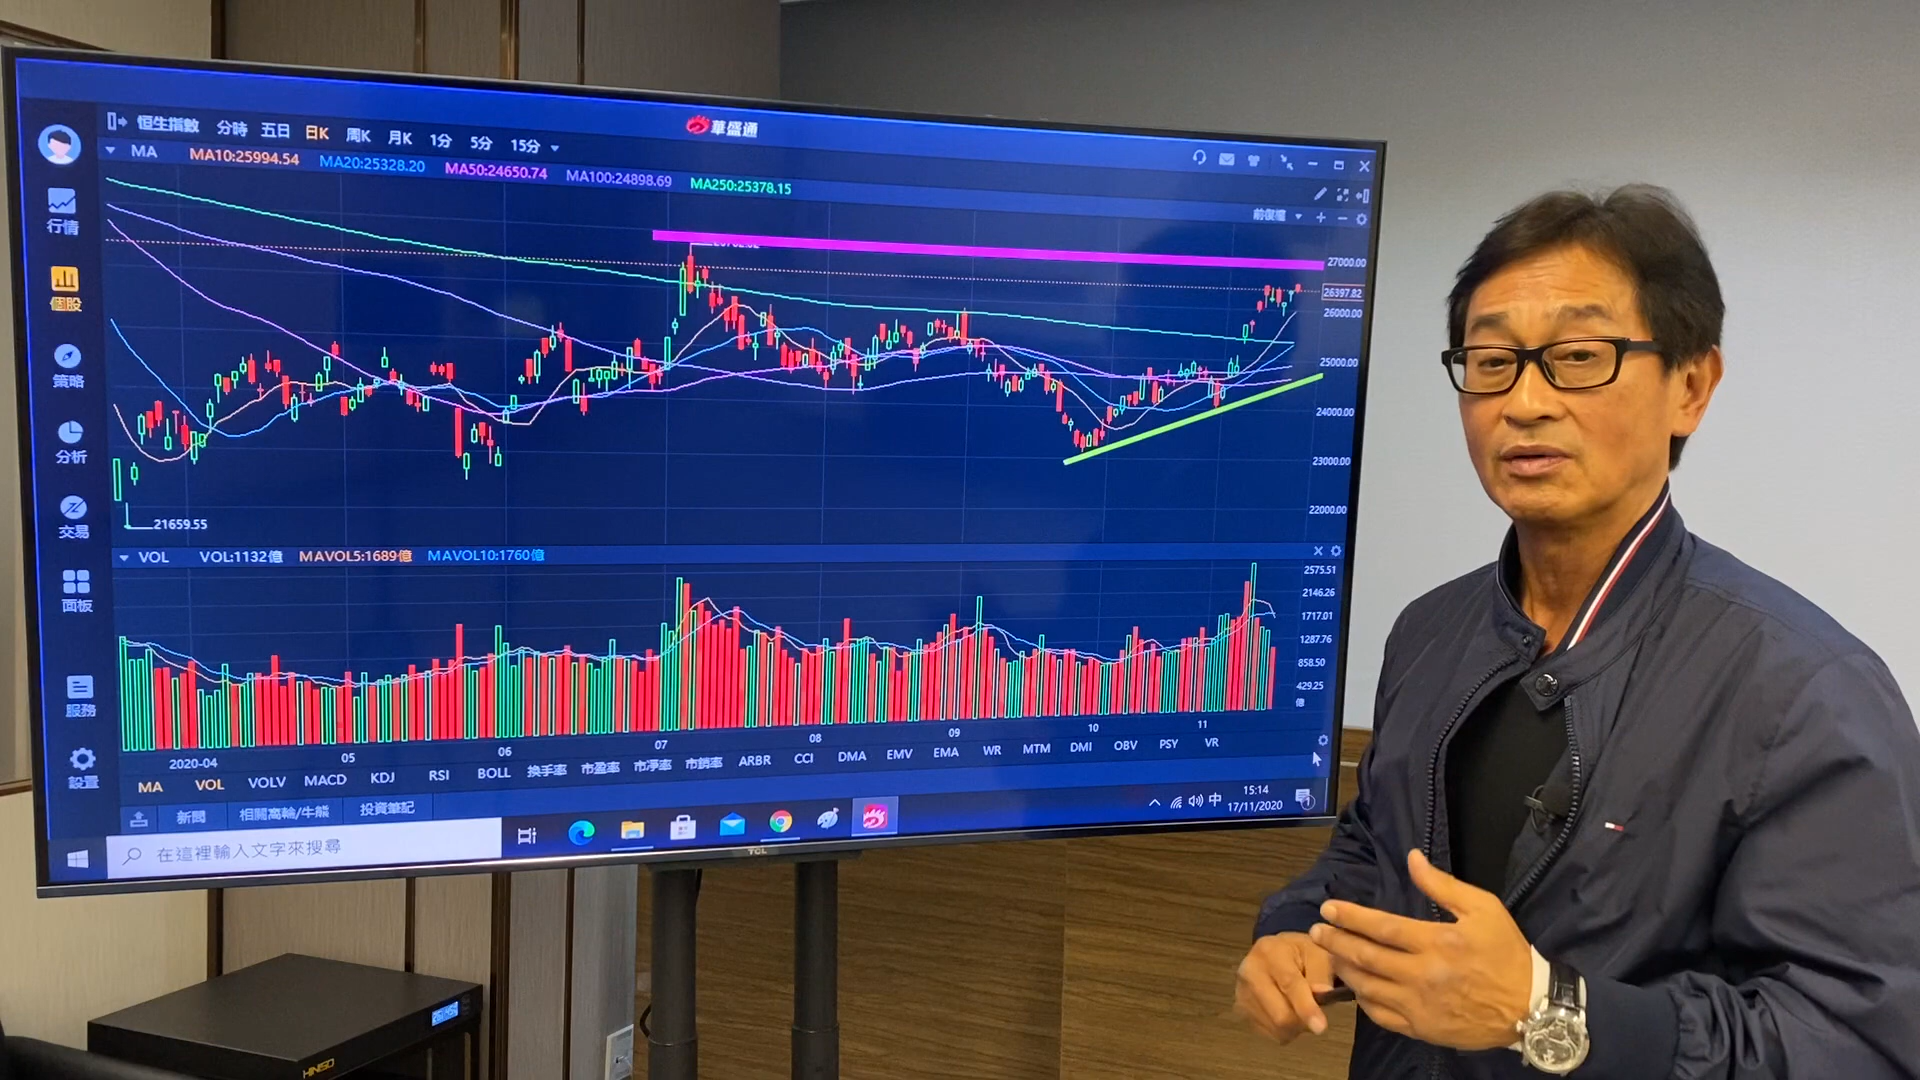 恒生指數 分時 五日 日K 周K 月K 1分 5分 15分
華盛通
MA MA10:25994.54 MA20:25328.20 MA50:24650.74 MA100:24898.69 MA250:25378.15
前復權
行情
個股
策略
分析
交易
面板
服務
設置
27000.00
26397.82
26000.00
25000.00
24000.00
23000.00
22000.00
21659.55
VOL VOL:1132億 MAVOL5:1689億 MAVOL10:1760億
2575.51
2146.26
1717.01
1287.76
858.50
429.25
億
2020-04 05 06 07 08 09 10 11
MA VOL VOLV MACD KDJ RSI BOLL 換手率 市盈率 市淨率 市銷率 ARBR CCI DMA EMV EMA WR MTM DMI OBV PSY VR
新聞 相關窩輪/牛熊 投資筆記
在這裡輸入文字來搜尋
中 15:14
17/11/2020
1
TCL